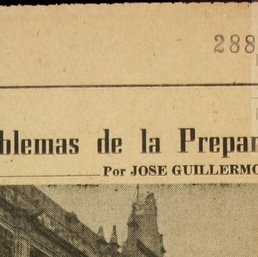 288
blemas de la Prepar
Por JOSE GUILLERMO